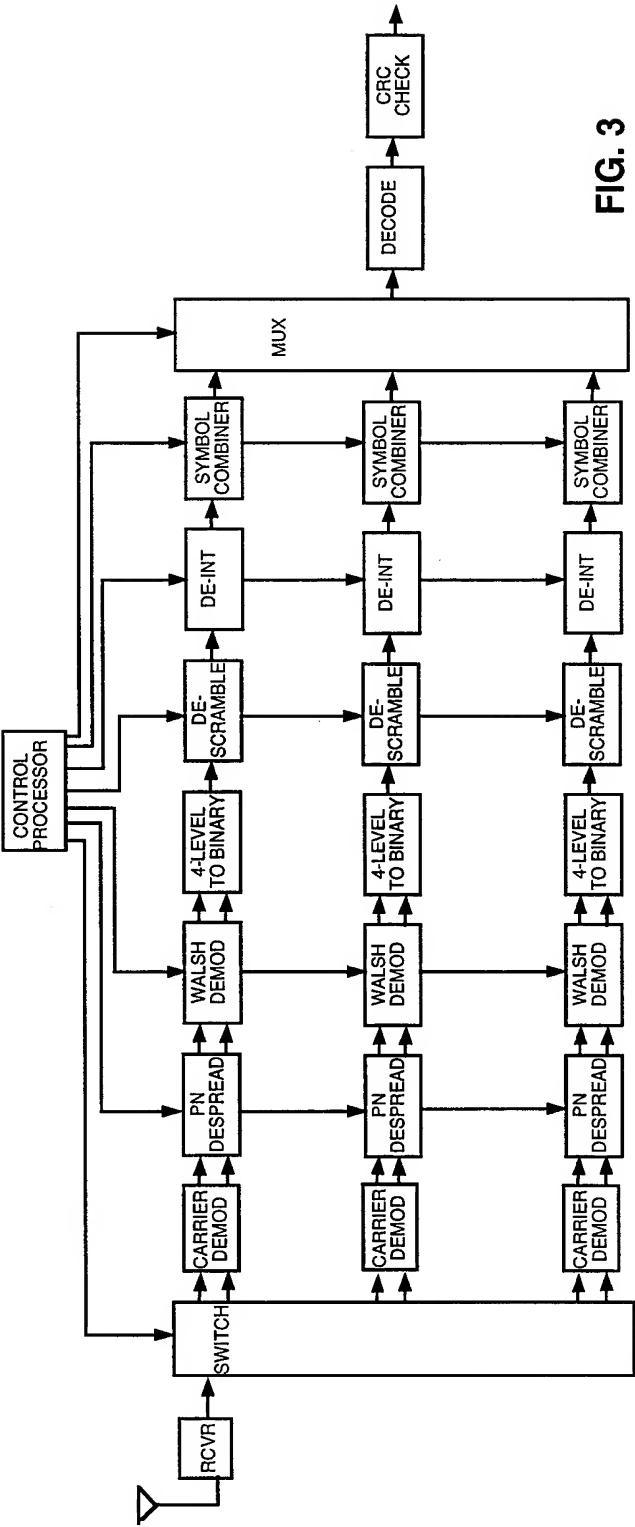 CONTROL
PROCESSOR
RCVR
SWITCH
CARRIER
DEMOD
PN
DESPREAD
WALSH
DEMOD
4-LEVEL
TO BINARY
DE-
SCRAMBLE
DE-INT
SYMBOL
COMBINER
CARRIER
DEMOD
PN
DESPREAD
WALSH
DEMOD
4-LEVEL
TO BINARY
DE-
SCRAMBLE
DE-INT
SYMBOL
COMBINER
CARRIER
DEMOD
PN
DESPREAD
WALSH
DEMOD
4-LEVEL
TO BINARY
DE-
SCRAMBLE
DE-INT
SYMBOL
COMBINER
MUX
DECODE
CRC
CHECK
FIG. 3